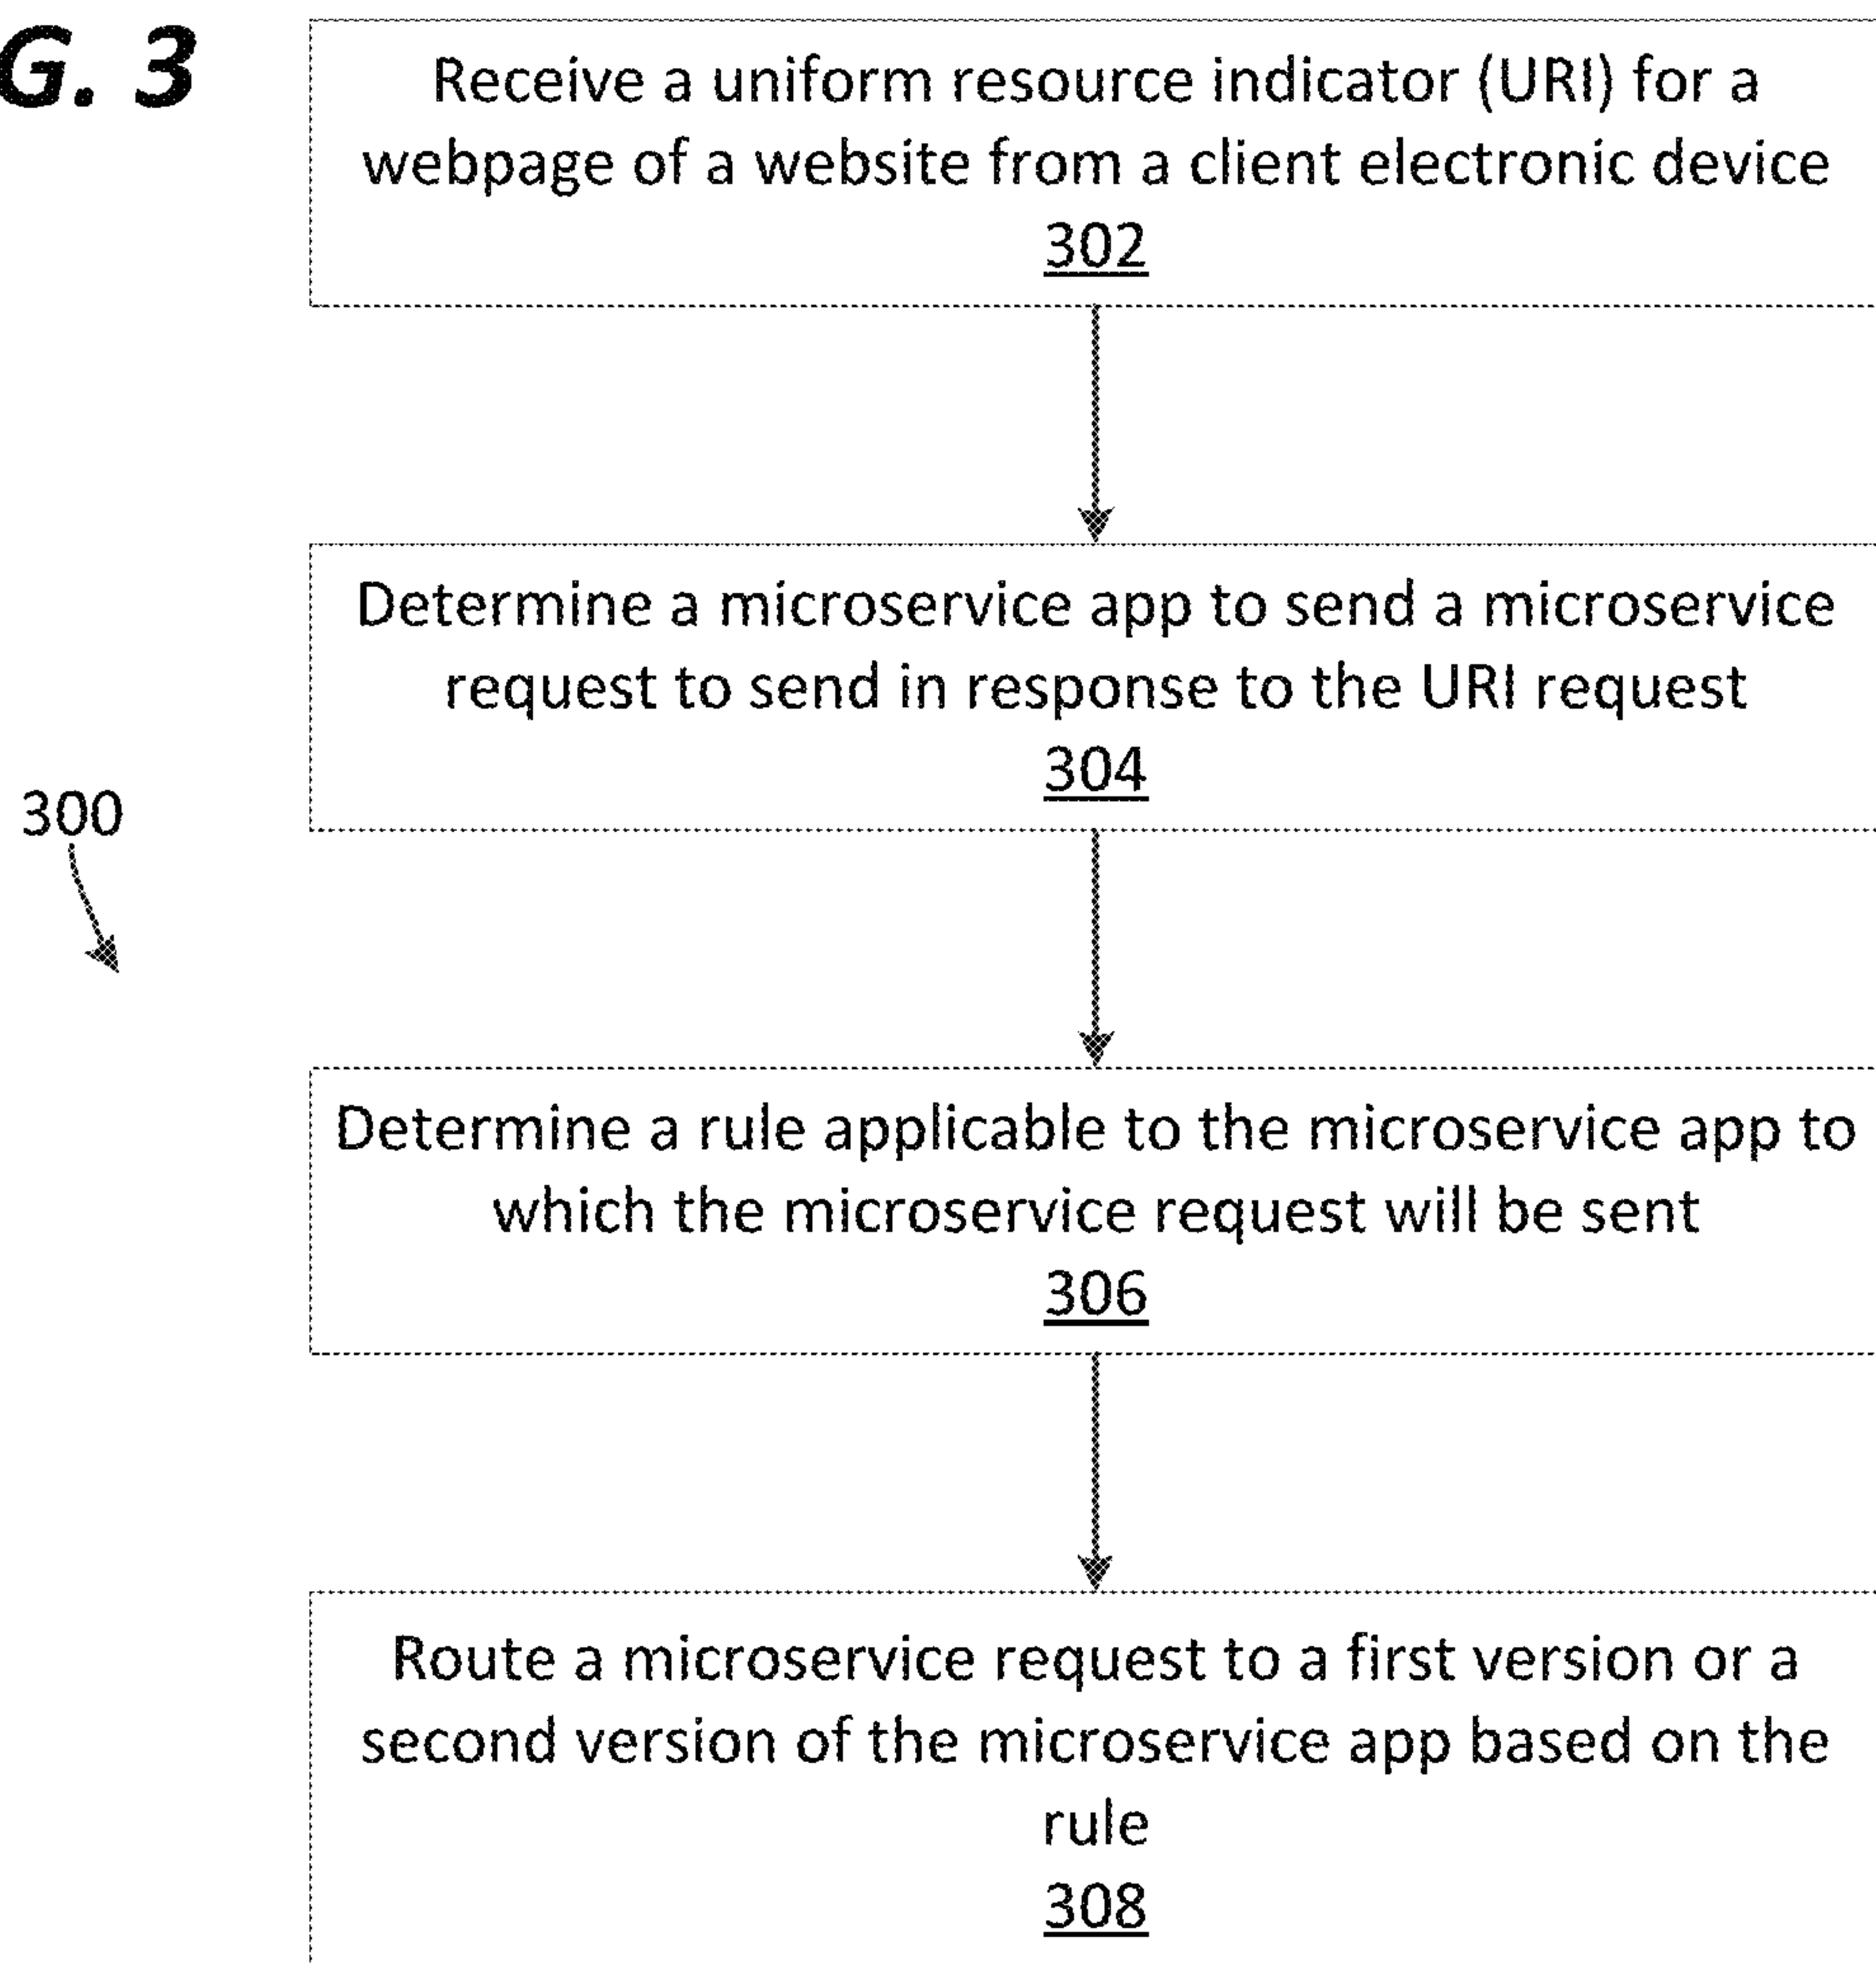 G. 3
Receive a uniform resource indicator (URI) for a
webpage of a website from a client electronic device
302
Determine a microservice app to send a microservice
request to send in response to the URI request
304
300
Determine a rule applicable to the microservice app to
which the microservice request will be sent
306
Route a microservice request to a first version or a
second version of the microservice app based on the
rule
308